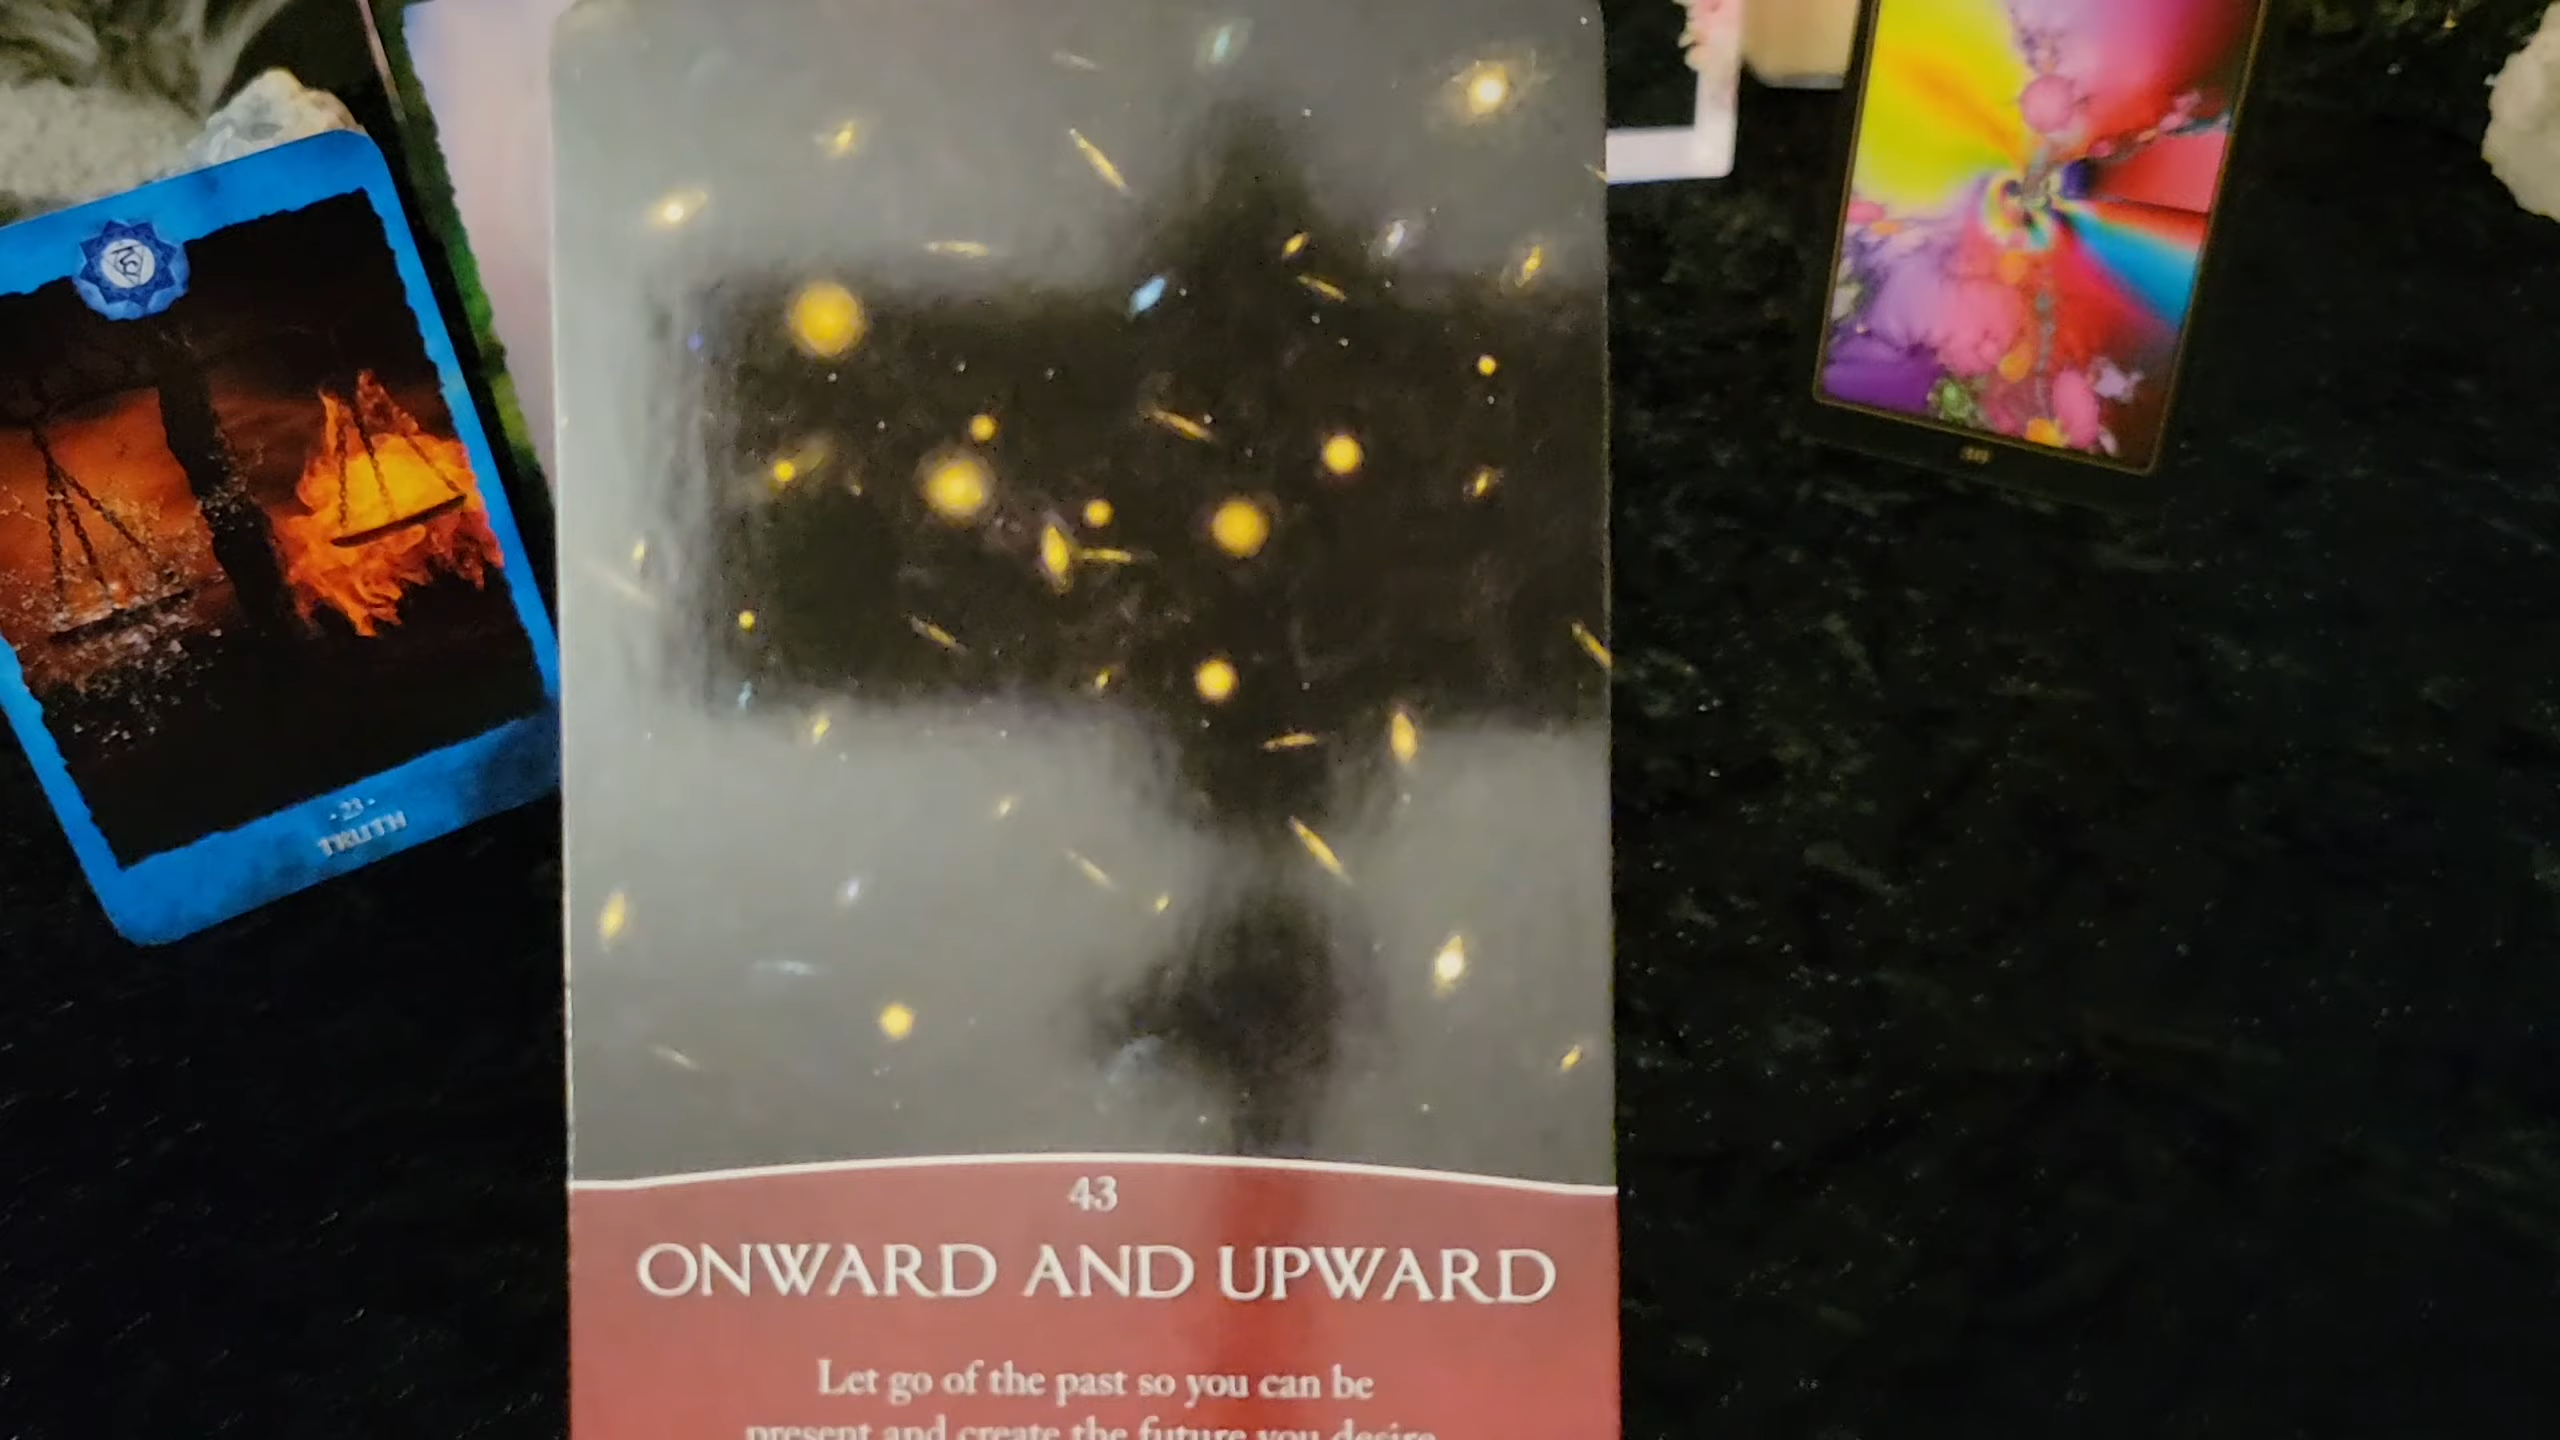 43
ONWARD AND UPWARD
Let go of the past so you can be
present and create the future you desire
· 23 ·
TRUTH